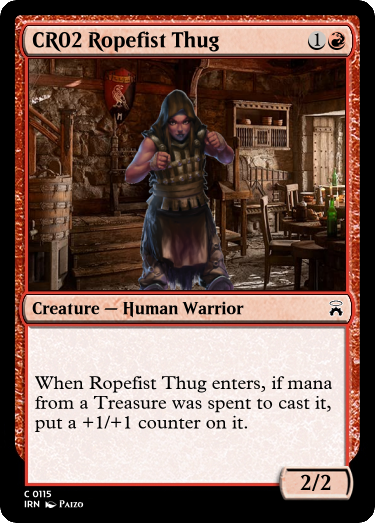 CR02 Ropefist Thug 1
Creature — Human Warrior
When Ropefist Thug enters, if mana
from a Treasure was spent to cast it,
put a +1/+1 counter on it.
2/2
C 0115
IRN Paizo